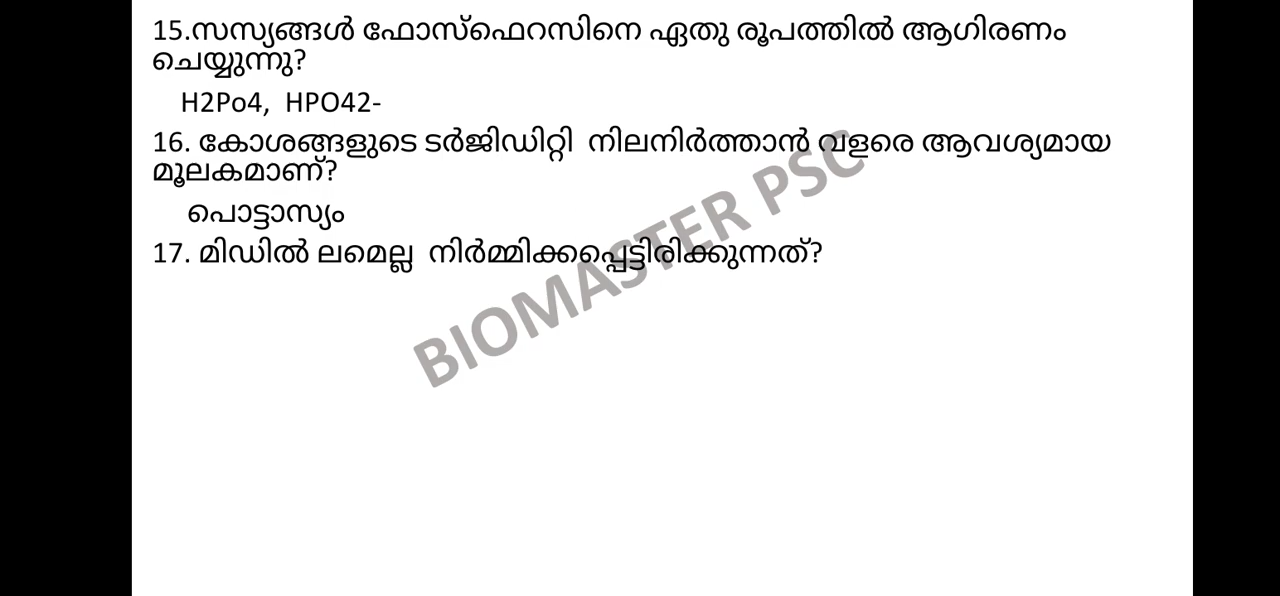 15.സസ്യങ്ങൾ ഫോസ്ഫെറസിനെ ഏതു രൂപത്തിൽ ആഗിരണം
ചെയ്യുന്നു?
H2Po4, HPO42-
16. കോശങ്ങളുടെ ടർജിഡിറ്റി നിലനിർത്താൻ വളരെ ആവശ്യമായ
മൂലകമാണ്?
പൊട്ടാസ്യം
17. മിഡിൽ ലമെല്ല നിർമ്മിക്കപ്പെട്ടിരിക്കുന്നത്?
BIOMASTER PSC